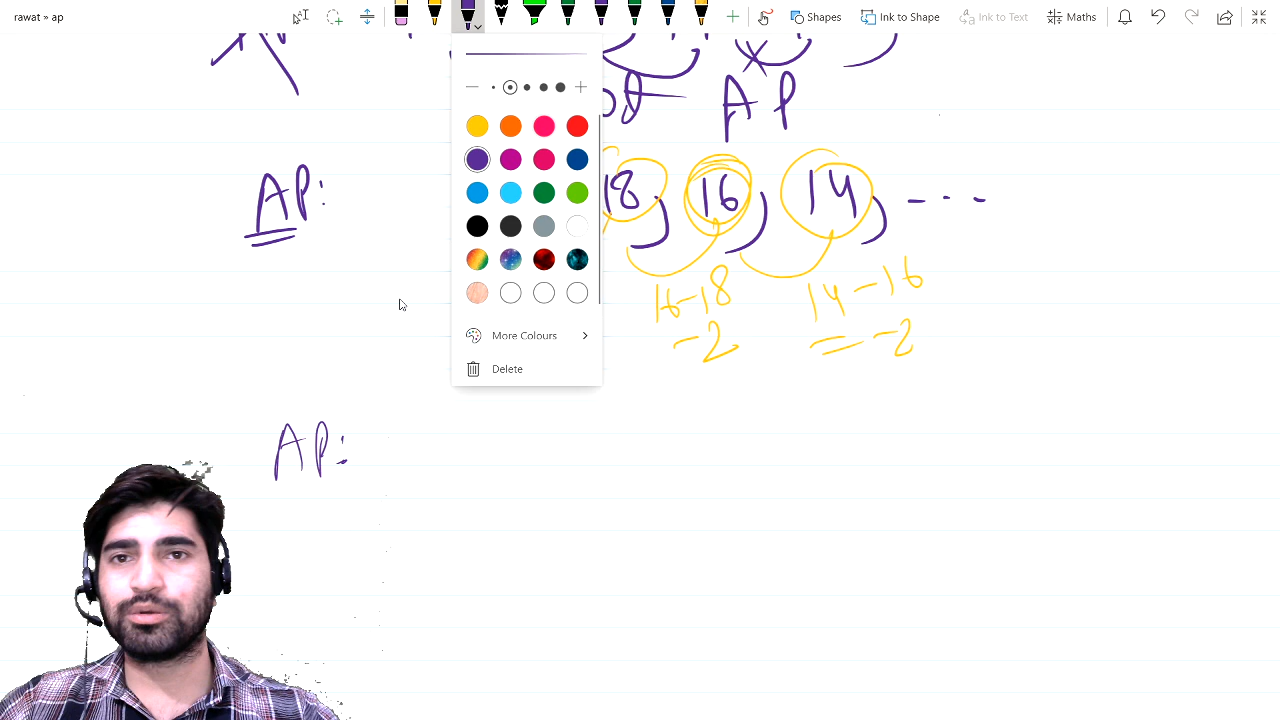 rawat » ap
Shapes Ink to Shape Ink to Text Maths
AP
AP: 18, 16, 14, ---
16-18 14-16
-2 = -2
More Colours
Delete
AP: